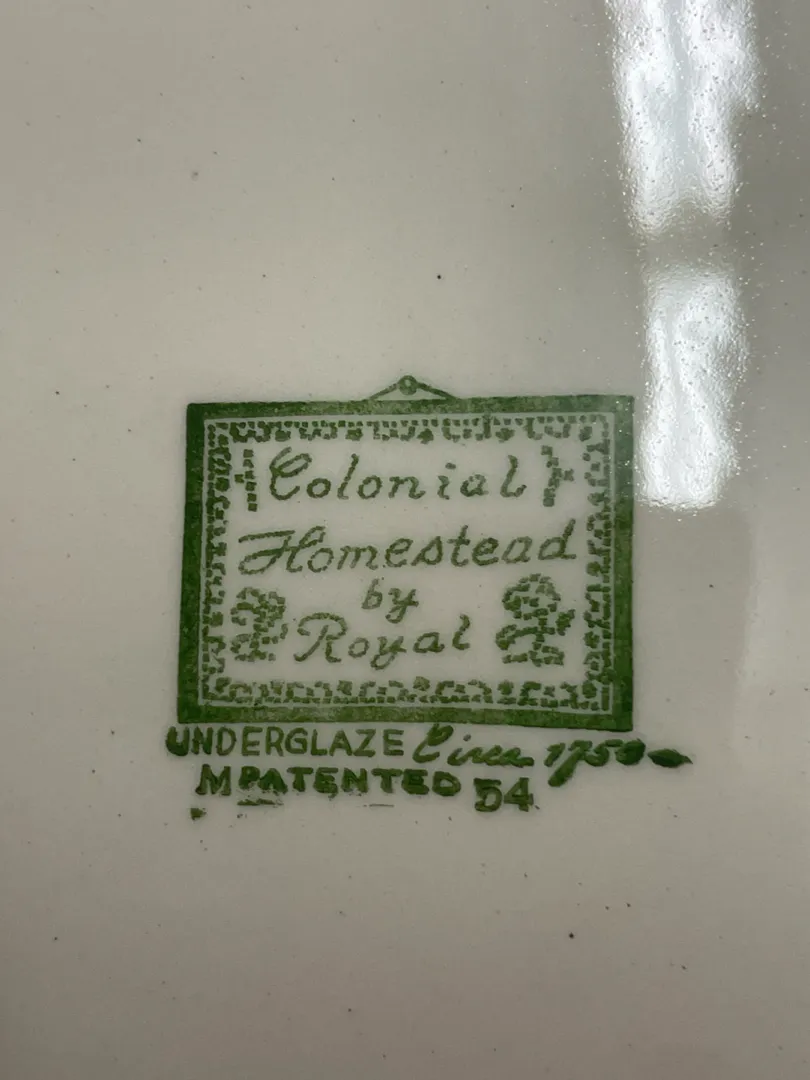 Colonial
Homestead
by
Royal
UNDERGLAZE Circa 1750
M PATENTED 54